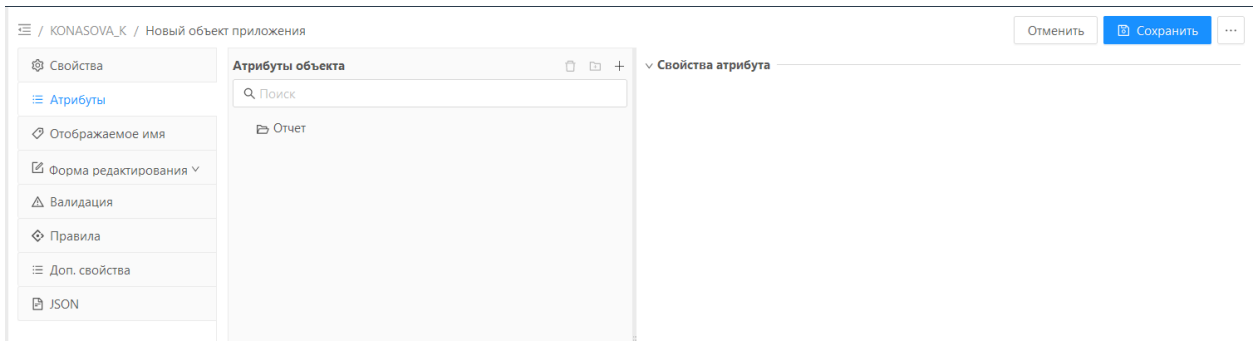 / KONASOVA_K / Новый объект приложения
Отменить
Сохранить
Свойства
Атрибуты
Отображаемое имя
Форма редактирования
Валидация
Правила
Доп. свойства
JSON
Атрибуты объекта
Поиск
Отчет
Свойства атрибута